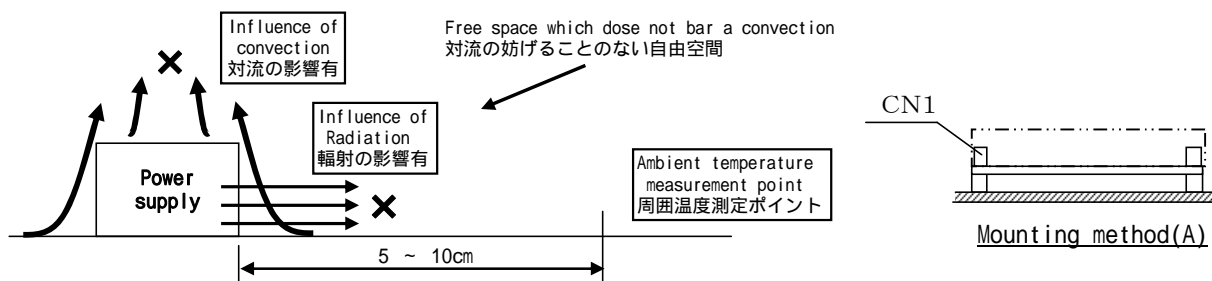 Influence of
convection
対流の影響有
Free space which dose not bar a convection
対流の妨げることのない自由空間
Influence of
Radiation
輻射の影響有
Power
supply
Ambient temperature
measurement point
周囲温度測定ポイント
5 ~ 10cm
CN1
Mounting method(A)